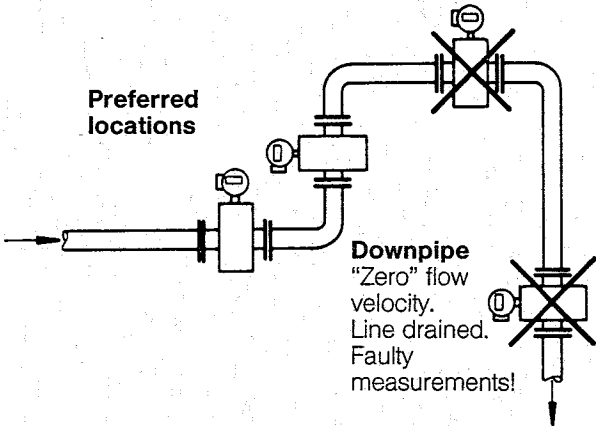 Preferred
locations
Downpipe
"Zero" flow
velocity.
Line drained.
Faulty
measurements!